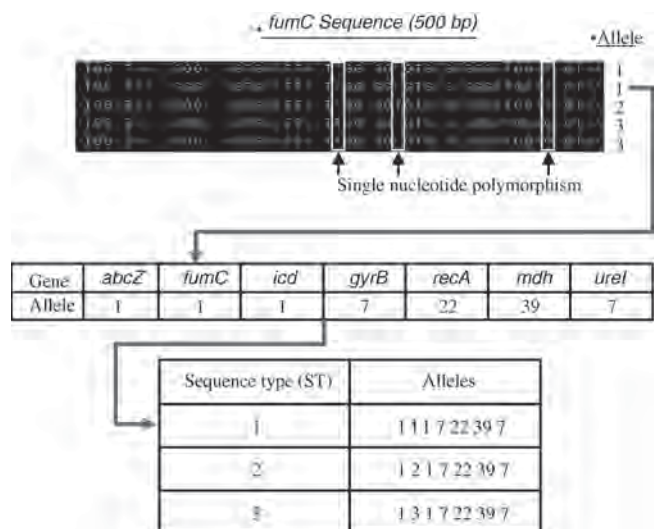 fumC Sequence (500 bp)
•Allele
1
1
2
3
3
Single nucleotide polymorphism
Gene abcZ fumC icd gyrB recA mdh ureI
Allele 1 1 1 7 22 39 7
Sequence type (ST) Alleles
1 1 1 1 7 22 39 7
2 1 2 1 7 22 39 7
3 1 3 1 7 22 39 7